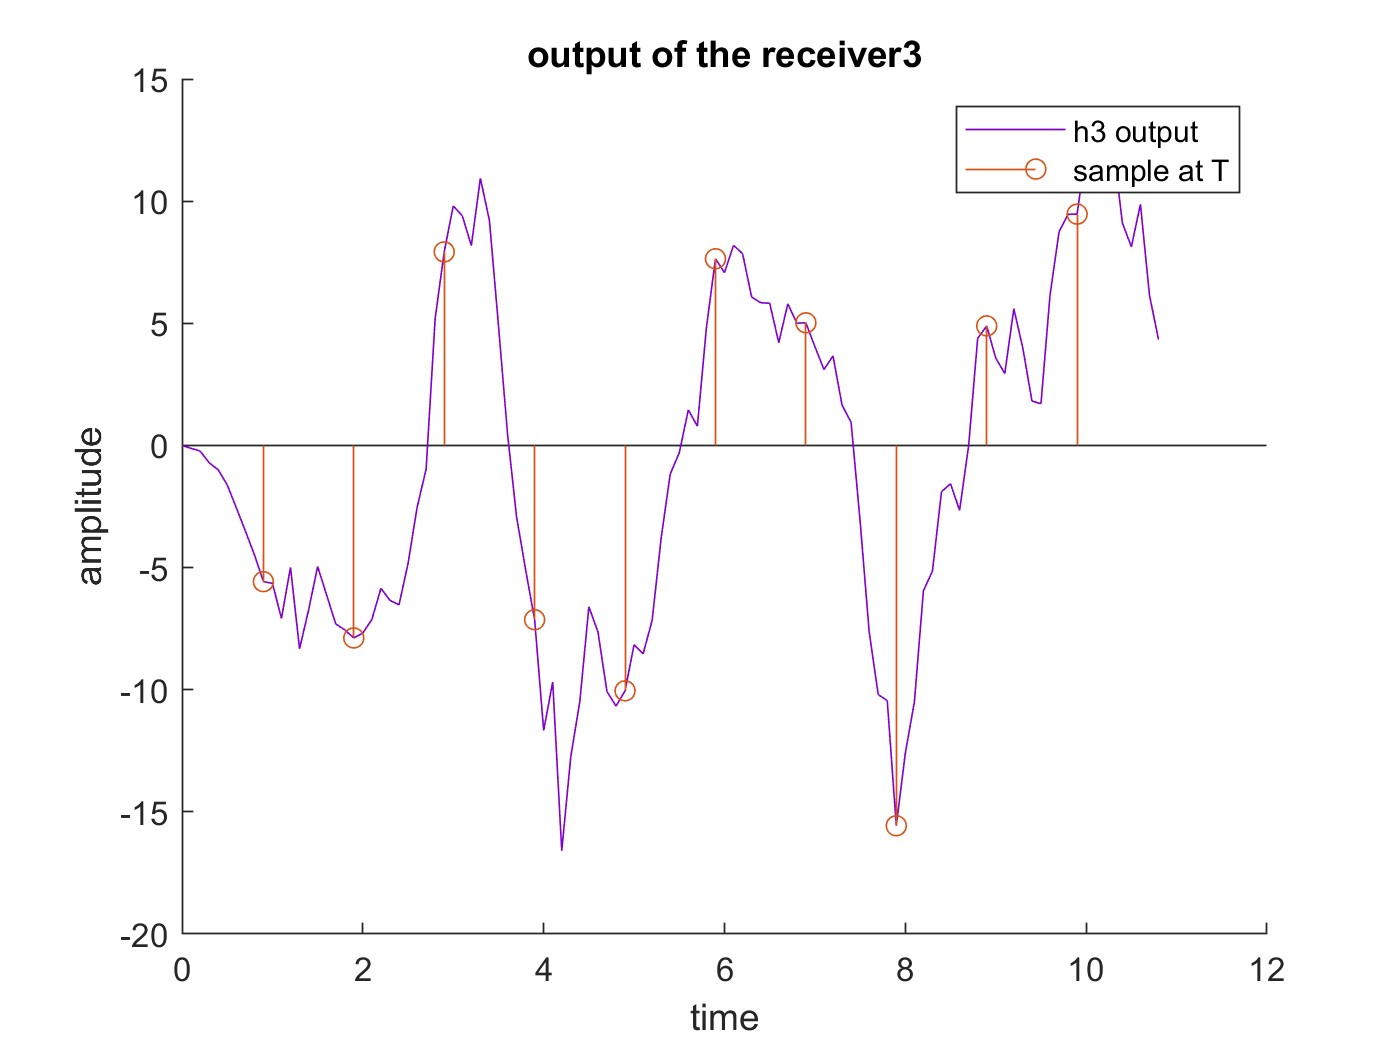 output of the receiver3
h3 output
sample at T
15
10
5
0
-5
-10
-15
-20
amplitude
0 2 4 6 8 10 12
time